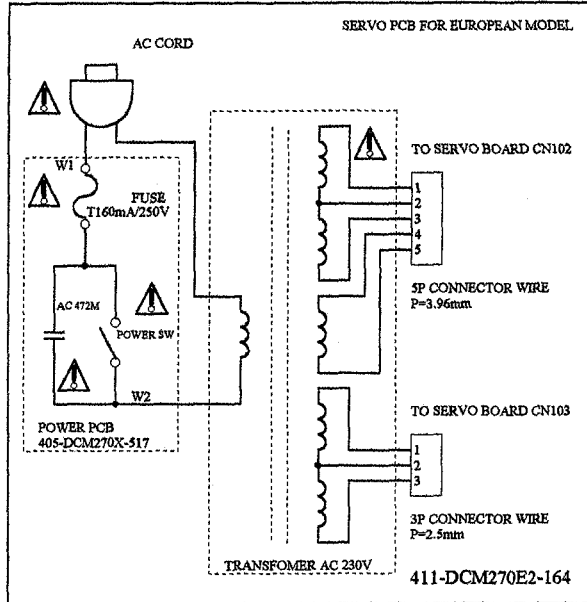 SERVO PCB FOR EUROPEAN MODEL
AC CORD
TO SERVO BOARD CN102
W1
FUSE
T160mA/250V
1
2
3
4
5
AC 472M
POWER SW
5P CONNECTOR WIRE
P=3.96mm
W2
TO SERVO BOARD CN103
POWER PCB
405-DCM270X-517
1
2
3
3P CONNECTOR WIRE
P=2.5mm
TRANSFOMER AC 230V
411-DCM270E2-164